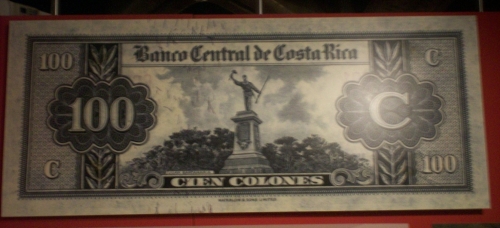 Banco Central de Costa Rica
100 C
100 C
C 100
CIEN COLONES